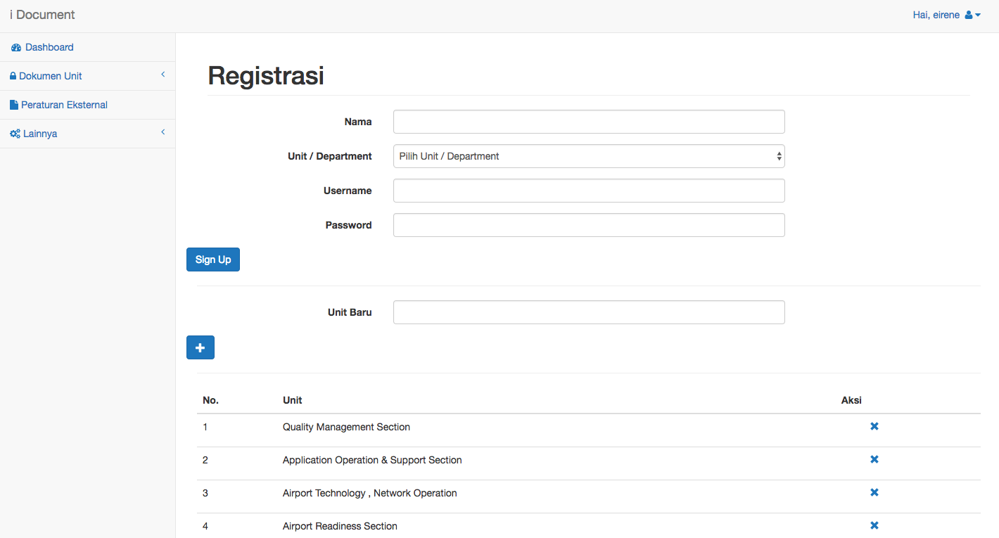 i Document
Hai, eirene
Dashboard
Dokumen Unit
Peraturan Eksternal
Lainnya
Registrasi
Nama
Unit / Department
Pilih Unit / Department
Username
Password
Sign Up
Unit Baru
No. Unit Aksi
1 Quality Management Section
2 Application Operation & Support Section
3 Airport Technology , Network Operation
4 Airport Readiness Section